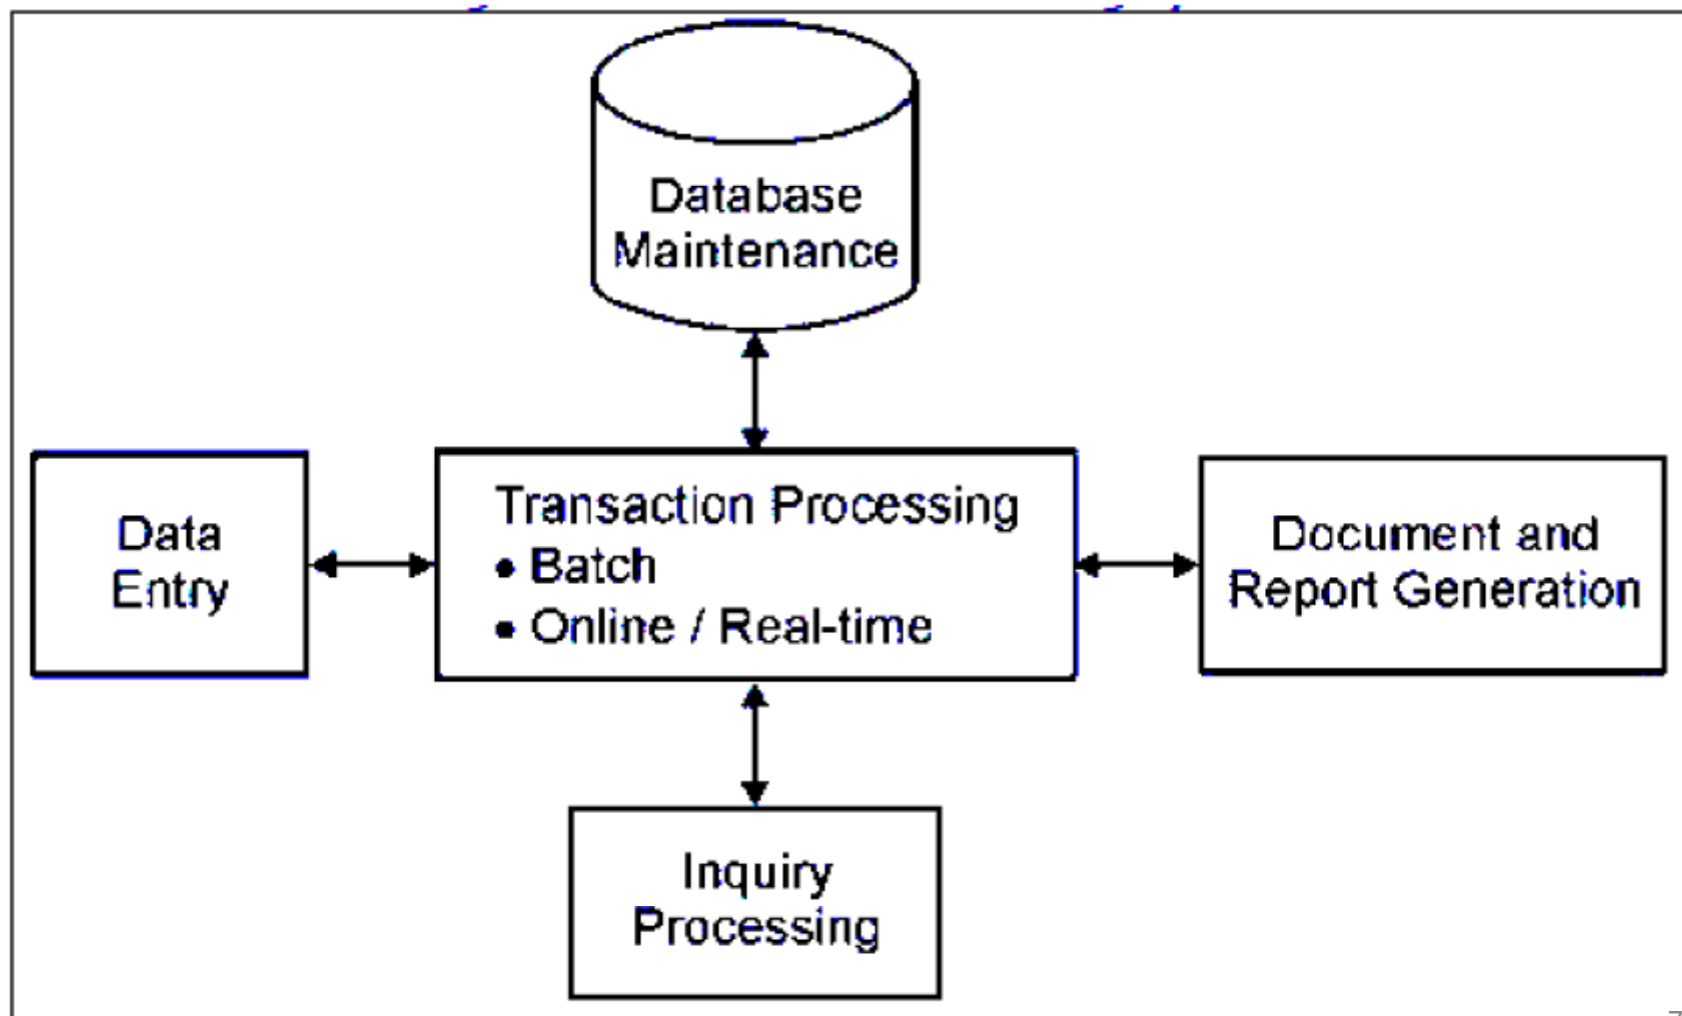 Database
Maintenance
Data
Entry
Transaction Processing
• Batch
• Online / Real-time
Document and
Report Generation
Inquiry
Processing